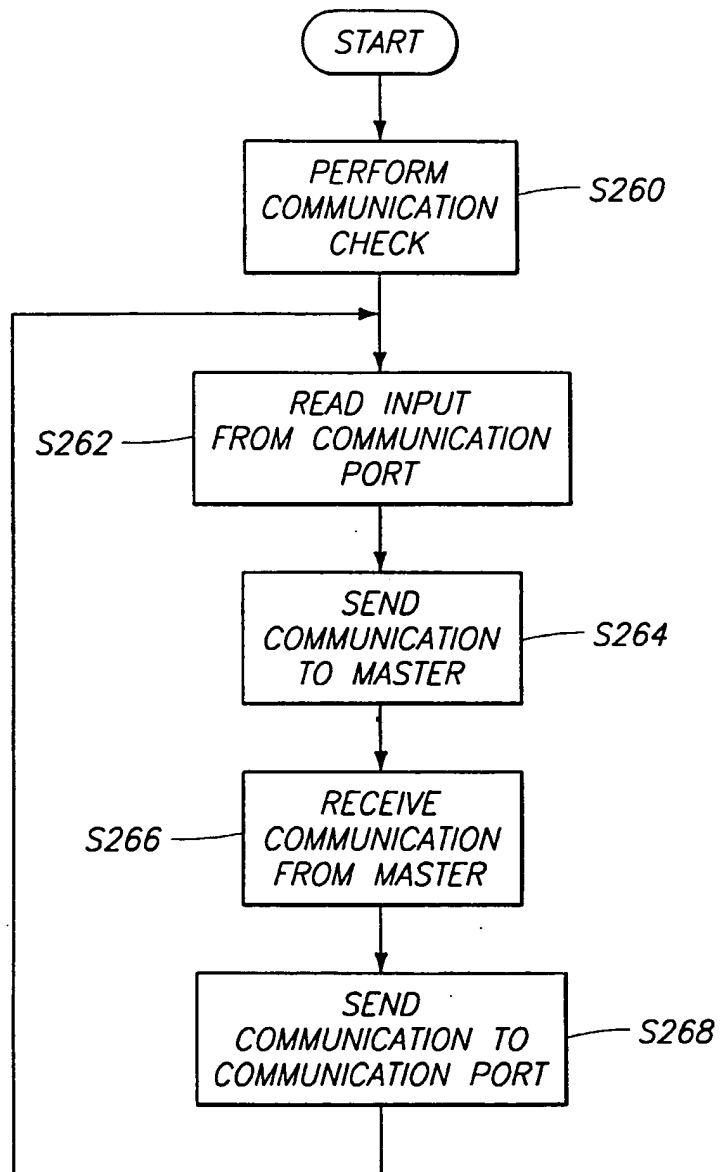 START
PERFORM
COMMUNICATION
CHECK
S260
READ INPUT
FROM COMMUNICATION
PORT
S262
SEND
COMMUNICATION
TO MASTER
S264
RECEIVE
COMMUNICATION
FROM MASTER
S266
SEND
COMMUNICATION TO
COMMUNICATION PORT
S268